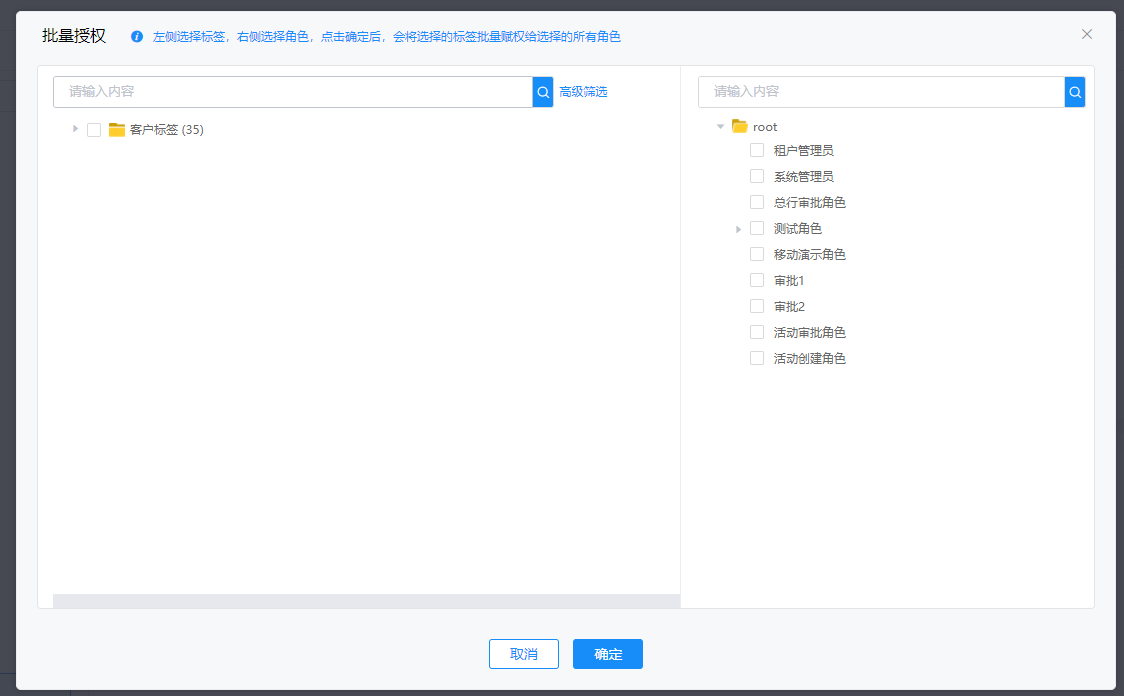 批量授权
左侧选择标签，右侧选择角色，点击确定后，会将选择的标签批量赋权给选择的所有角色
请输入内容
高级筛选
客户标签 (35)
请输入内容
root
租户管理员
系统管理员
总行审批角色
测试角色
移动演示角色
审批1
审批2
活动审批角色
活动创建角色
取消
确定